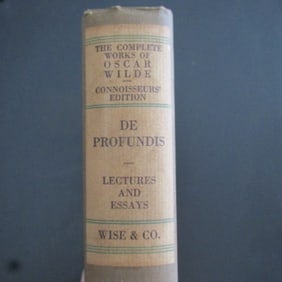 THE COMPLETE
WORKS OF
OSCAR
WILDE
CONNOISSEURS'
EDITION
DE
PROFUNDIS
LECTURES
AND
ESSAYS
WISE & CO.